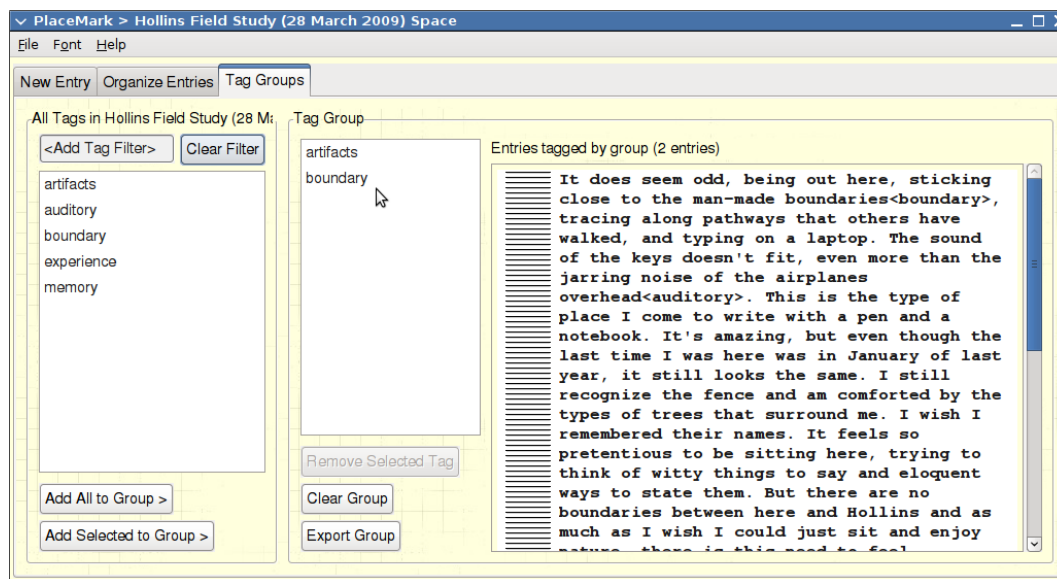 PlaceMark > Hollins Field Study (28 March 2009) Space
File Font Help
New Entry Organize Entries Tag Groups
All Tags in Hollins Field Study (28 Ma
<Add Tag Filter> Clear Filter
artifacts
auditory
boundary
experience
memory
Add All to Group >
Add Selected to Group >
Tag Group
artifacts
boundary
Remove Selected Tag
Clear Group
Export Group
Entries tagged by group (2 entries)
It does seem odd, being out here, sticking
close to the man-made boundaries<boundary>,
tracing along pathways that others have
walked, and typing on a laptop. The sound
of the keys doesn't fit, even more than the
jarring noise of the airplanes
overhead<auditory>. This is the type of
place I come to write with a pen and a
notebook. It's amazing, but even though the
last time I was here was in January of last
year, it still looks the same. I still
recognize the fence and am comforted by the
types of trees that surround me. I wish I
remembered their names. It feels so
pretentious to be sitting here, trying to
think of witty things to say and eloquent
ways to state them. But there are no
boundaries between here and Hollins and as
much as I wish I could just sit and enjoy
nature, there is this need to feel